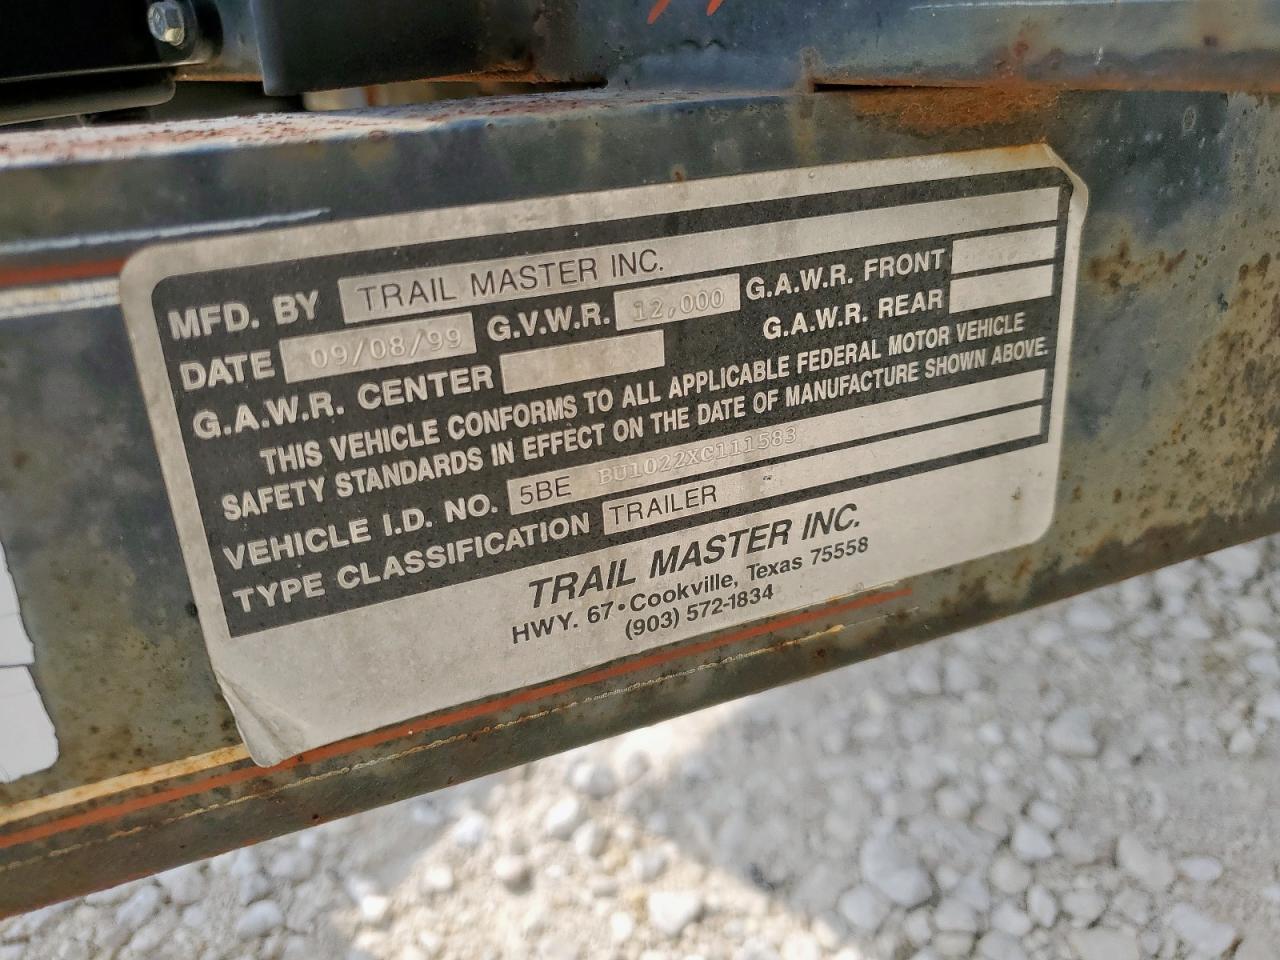 MFD. BY TRAIL MASTER INC.
DATE 09/08/99 G.V.W.R. 12,000 G.A.W.R. FRONT
G.A.W.R. CENTER G.A.W.R. REAR
THIS VEHICLE CONFORMS TO ALL APPLICABLE FEDERAL MOTOR VEHICLE
SAFETY STANDARDS IN EFFECT ON THE DATE OF MANUFACTURE SHOWN ABOVE.
VEHICLE I.D. NO. 5BE BU1022XC111583
TYPE CLASSIFICATION TRAILER
TRAIL MASTER INC.
HWY. 67 • Cookville, Texas 75558
(903) 572-1834